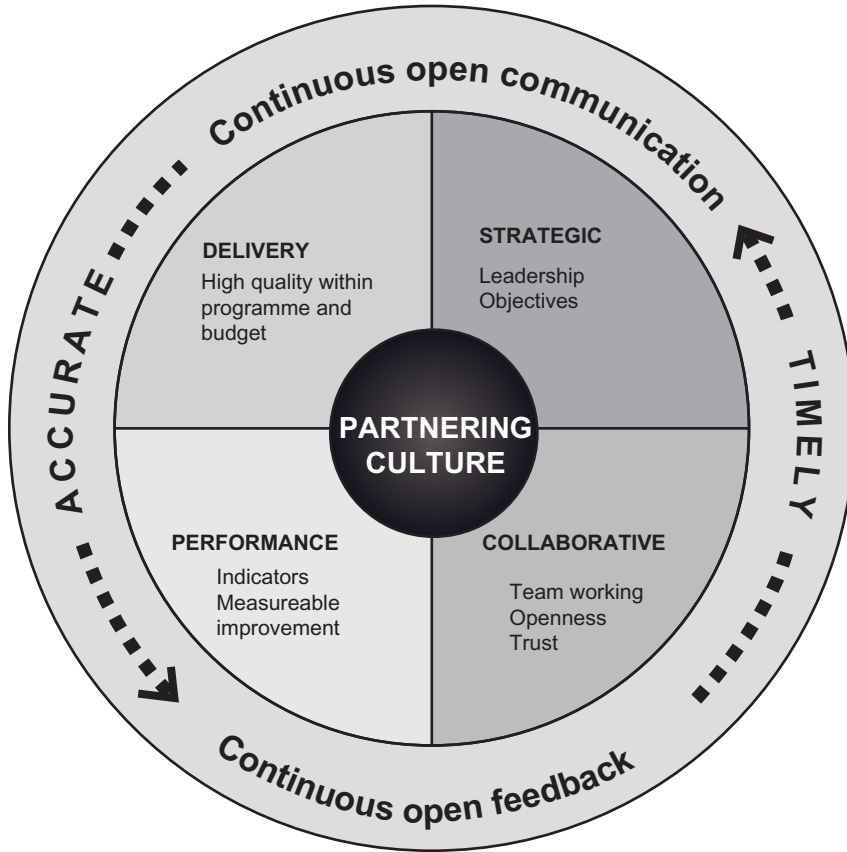 Continuous open communication
ACCURATE
TIMELY
DELIVERY
High quality within
programme and
budget
STRATEGIC
Leadership
Objectives
PARTNERING
CULTURE
PERFORMANCE
Indicators
Measureable
improvement
COLLABORATIVE
Team working
Openness
Trust
Continuous open feedback